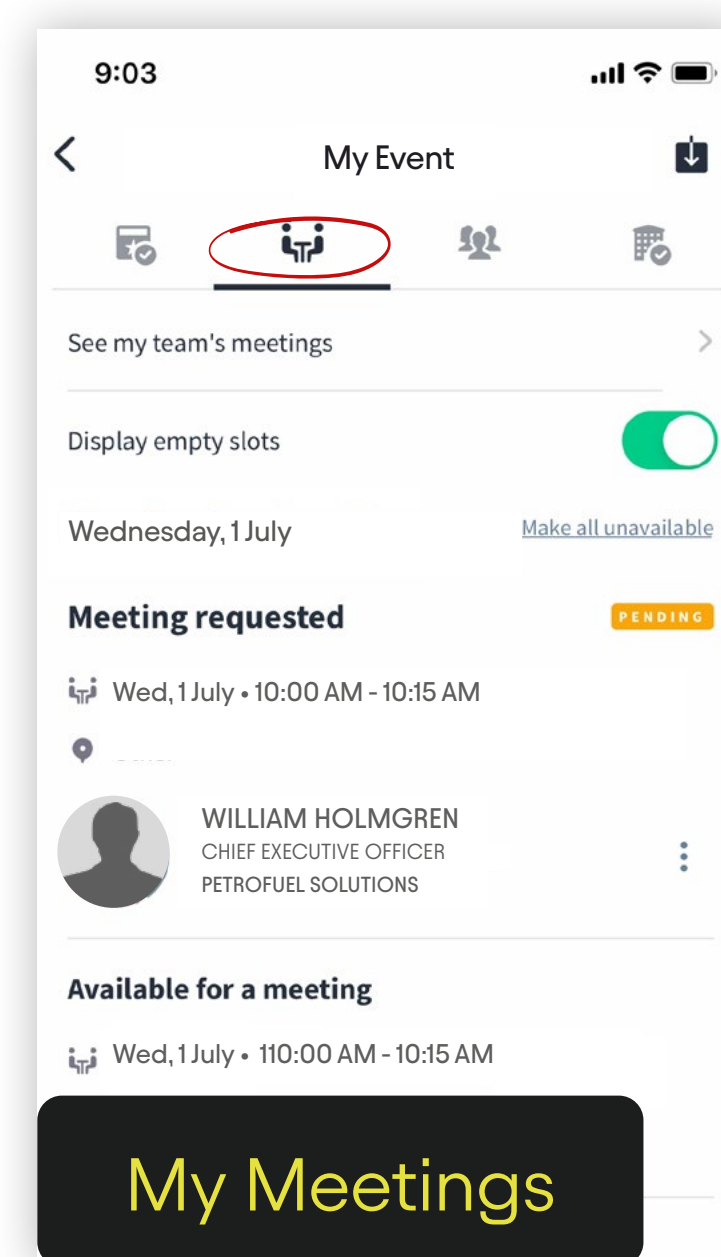 9:03
My Event
See my team's meetings
Display empty slots
Wednesday, 1 July Make all unavailable
Meeting requested PENDING
Wed, 1 July • 10:00 AM - 10:15 AM
WILLIAM HOLMGREN
CHIEF EXECUTIVE OFFICER
PETROFUEL SOLUTIONS
Available for a meeting
Wed, 1 July • 110:00 AM - 10:15 AM
My Meetings